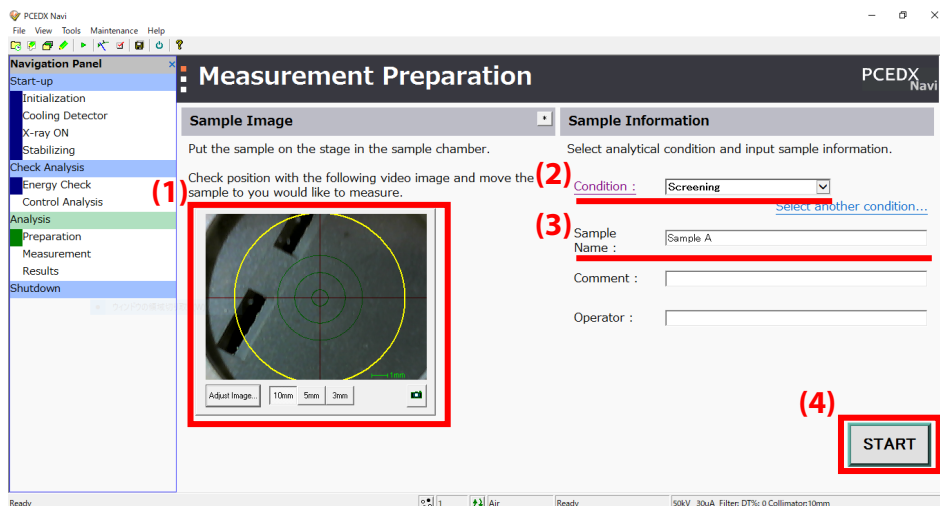 PCEDX Navi
File View Tools Maintenance Help
Navigation Panel
Start-up
Initialization
Cooling Detector
X-ray ON
Stabilizing
Check Analysis
Energy Check
Control Analysis
Analysis
Preparation
Measurement
Results
Shutdown
Measurement Preparation
PCEDX
Navi
Sample Image
*
Put the sample on the stage in the sample chamber.
Check position with the following video image and move the
sample to you would like to measure.
(1)
1mm
Adjust Image... 10mm 5mm 3mm
Sample Information
Select analytical condition and input sample information.
(2)
Condition : Screening
Select another condition...
(3)
Sample
Name : Sample A
Comment :
Operator :
(4)
START
Ready 1 Air Ready 50kV 30uA Filter: DT%: 0 Collimator:10mm